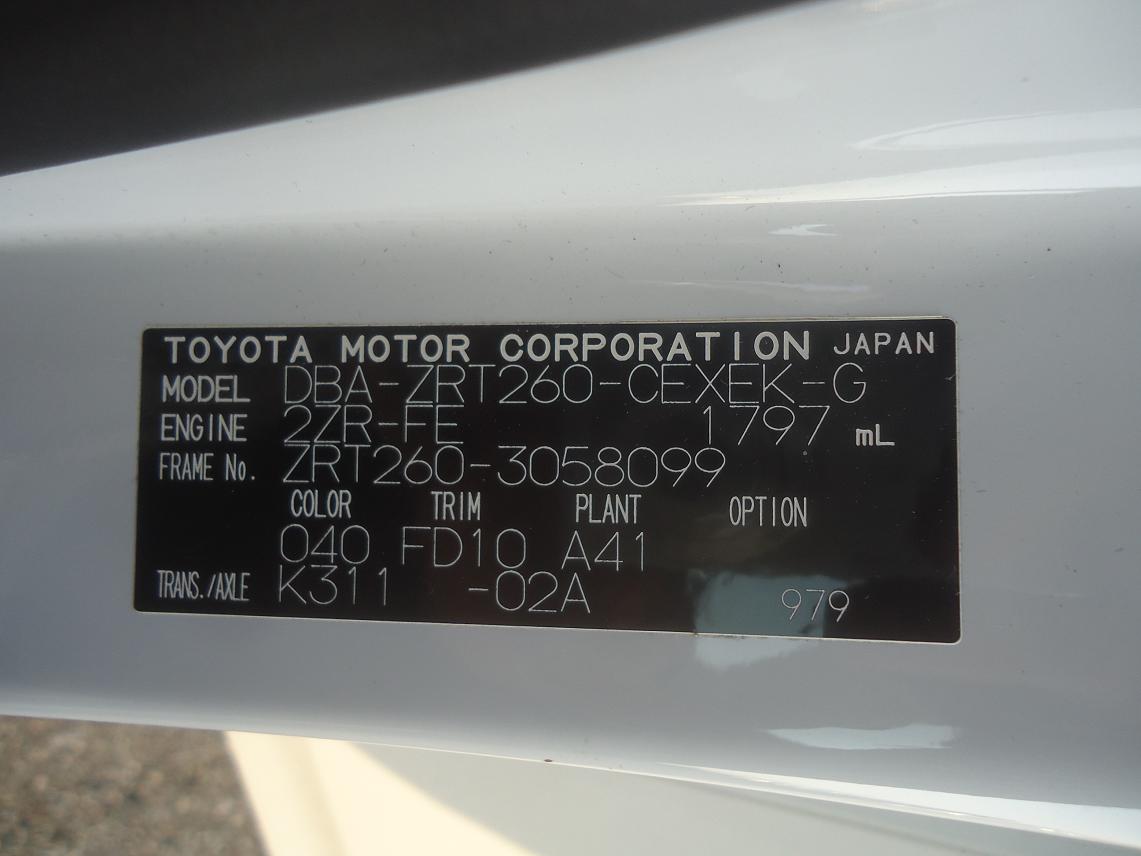 TOYOTA MOTOR CORPORATION JAPAN
MODEL DBA-ZRT260-CEXEK-G
ENGINE 2ZR-FE 1797 mL
FRAME No. ZRT260-3058099
COLOR TRIM PLANT OPTION
040 FD10 A41
TRANS./AXLE K311 -02A 979